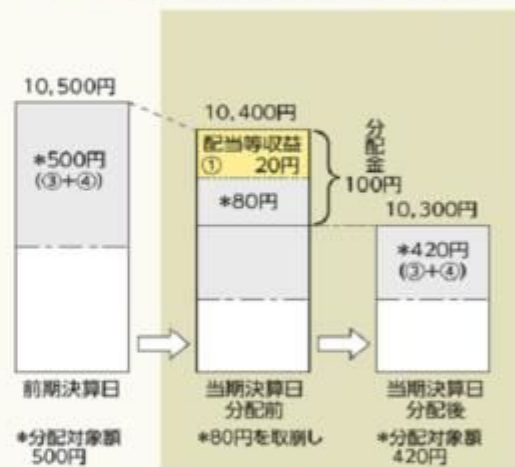 10,500円
*500円
(③+④)
前期決算日
*分配対象額
500円
10,400円
配当等収益
① 20円
*80円
分配金
100円
当期決算日
分配前
*80円を取崩し
10,300円
*420円
(③+④)
当期決算日
分配後
*分配対象額
420円